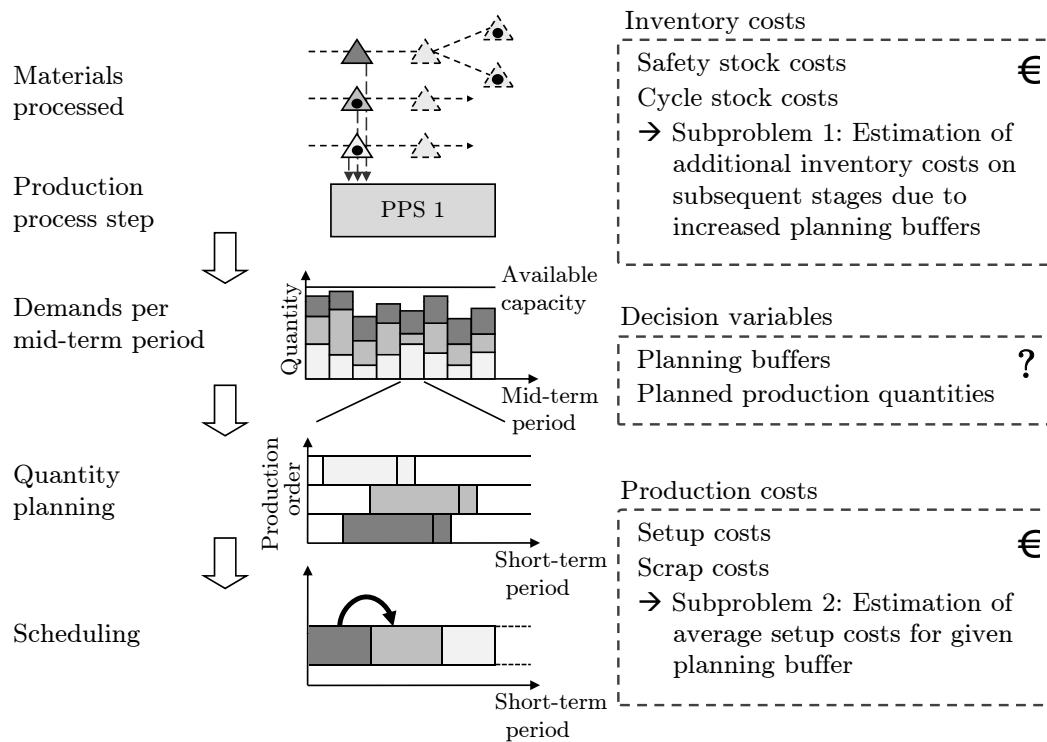 Materials
processed
Production
process step
Demands per
mid-term period
Quantity
planning
Scheduling
PPS 1
Quantity
Available
capacity
Mid-term
period
Production
order
Short-term
period
Short-term
period
Inventory costs
Safety stock costs
€
Cycle stock costs
→ Subproblem 1: Estimation of
additional inventory costs on
subsequent stages due to
increased planning buffers
Decision variables
Planning buffers
?
Planned production quantities
Production costs
Setup costs
€
Scrap costs
→ Subproblem 2: Estimation of
average setup costs for given
planning buffer